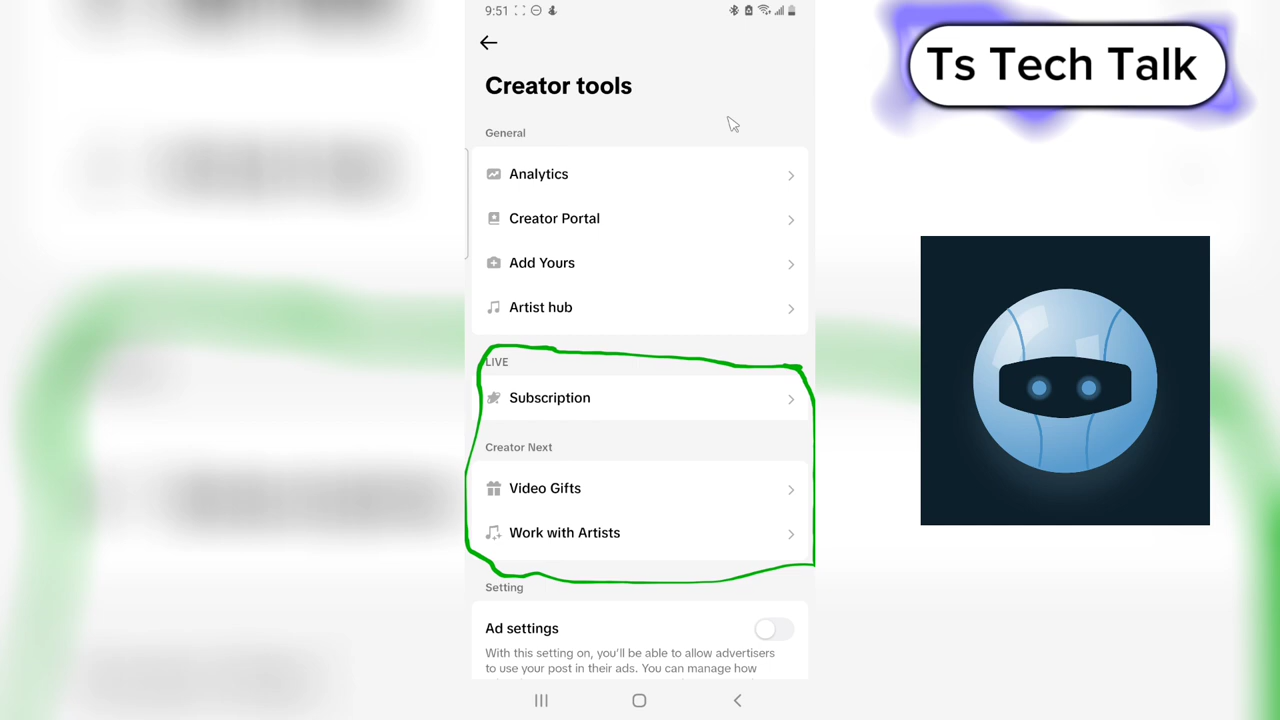 9:51
Ts Tech Talk
Creator tools
General
Analytics
Creator Portal
Add Yours
Artist hub
LIVE
Subscription
Creator Next
Video Gifts
Work with Artists
Setting
Ad settings
With this setting on, you'll be able to allow advertisers
to use your post in their ads. You can manage how